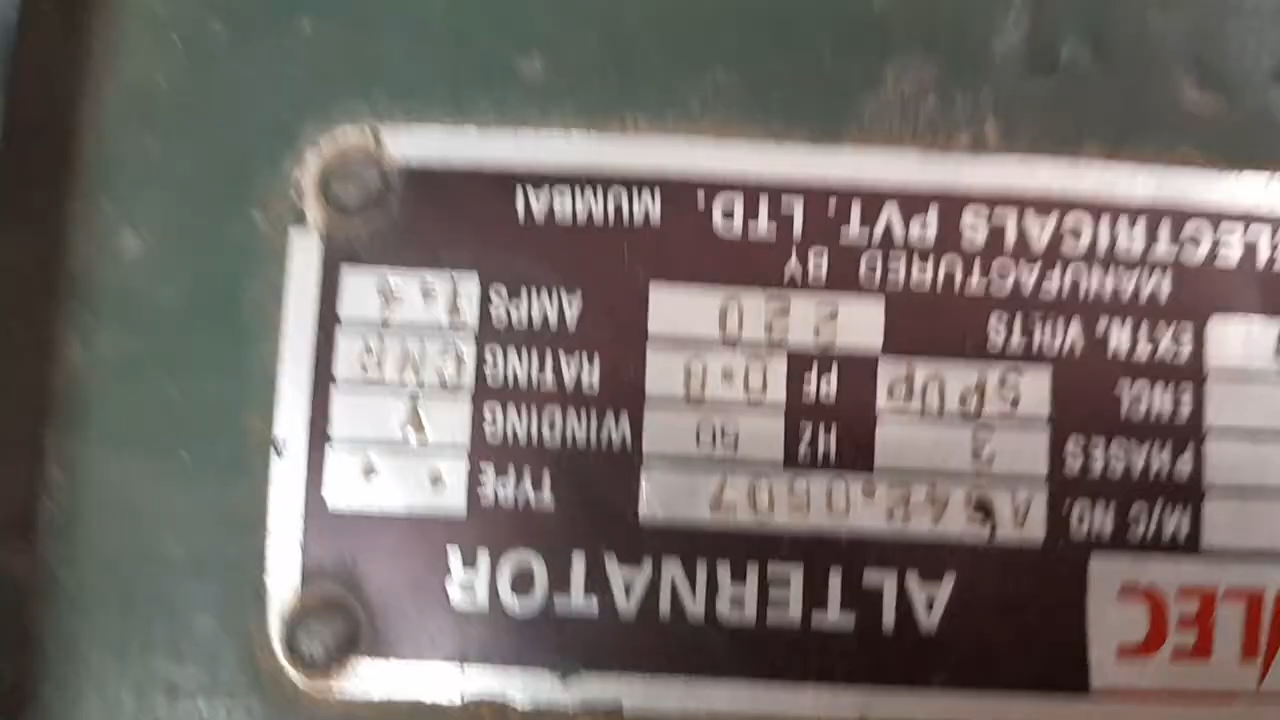 LEC ALTERNATOR
M/C NO. TYPE
PHASES 3 HZ WINDING
ENCL SPDP PF 0.8 RATING
EXTN. VOLTS 220 AMPS
MANUFACTURED BY
LECTRICALS PVT. LTD. MUMBAI